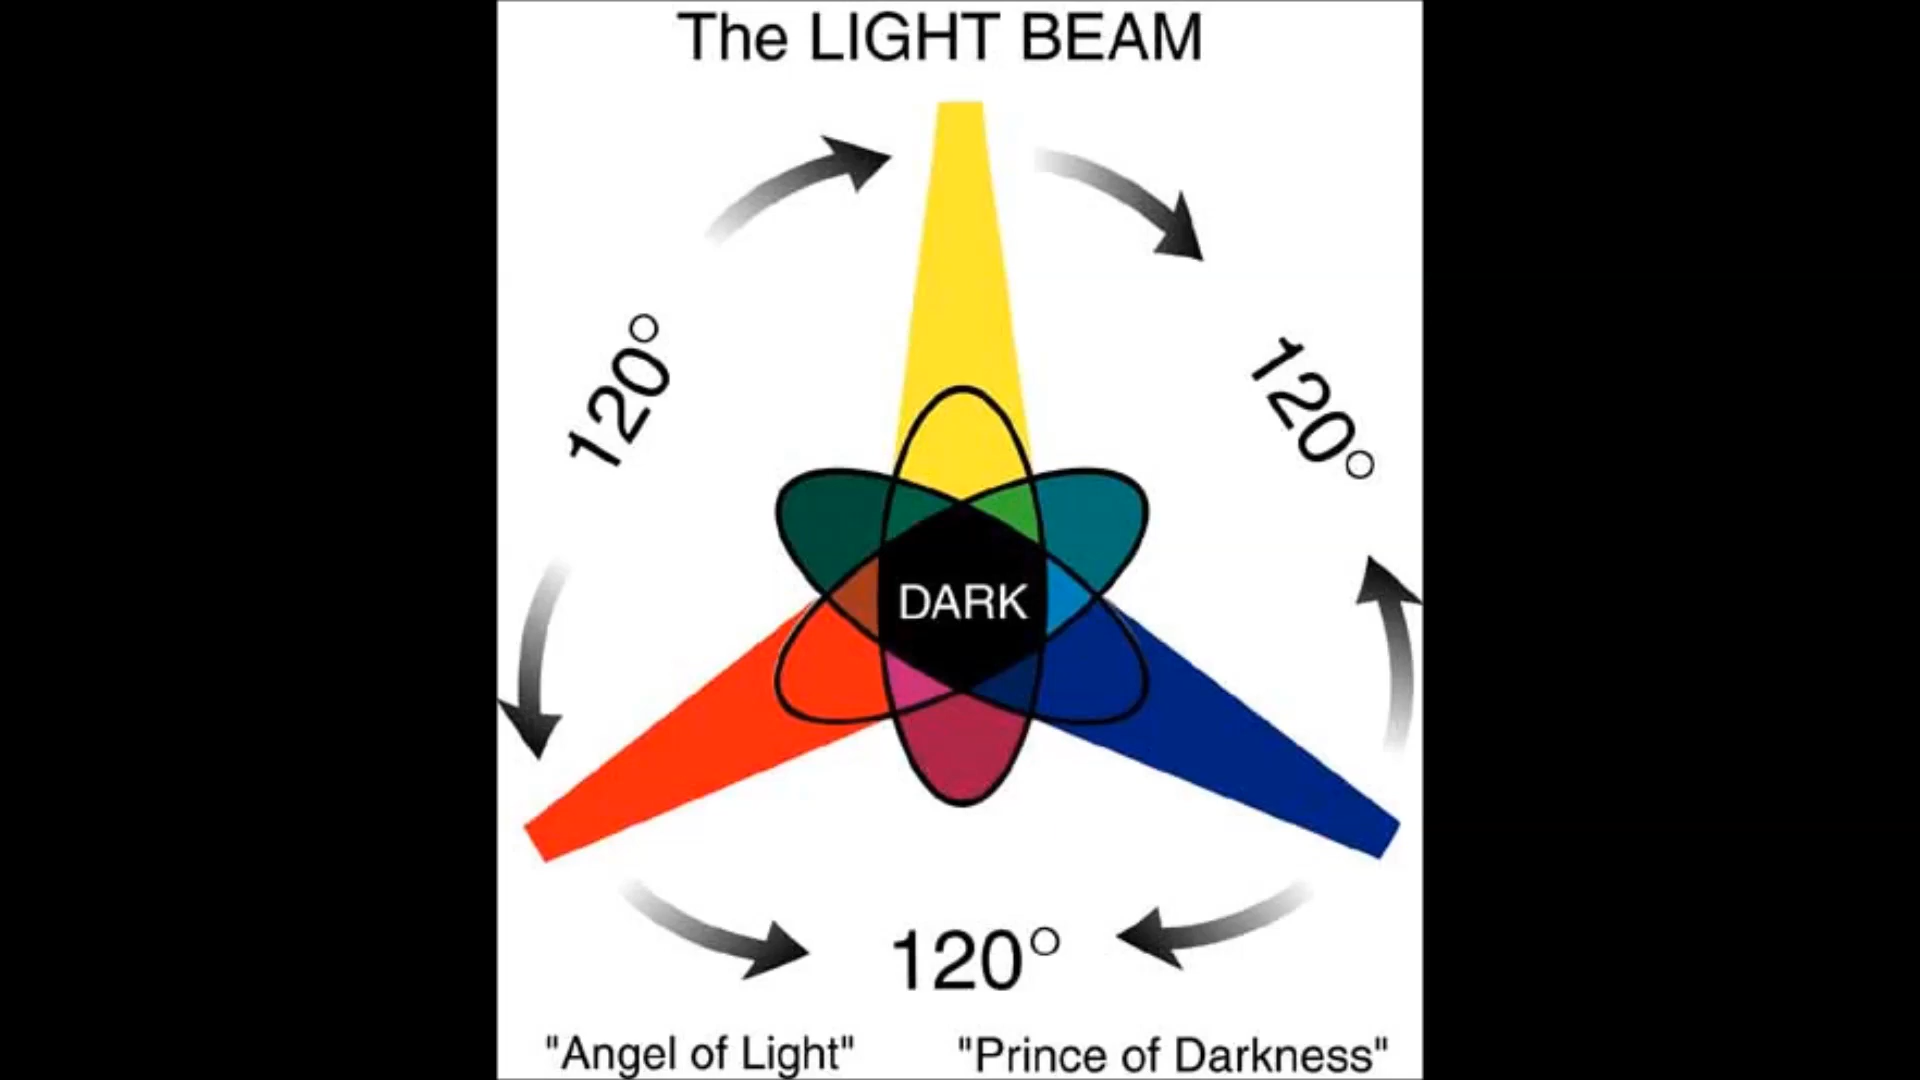 The LIGHT BEAM
120°
120°
DARK
120°
"Angel of Light"
"Prince of Darkness"